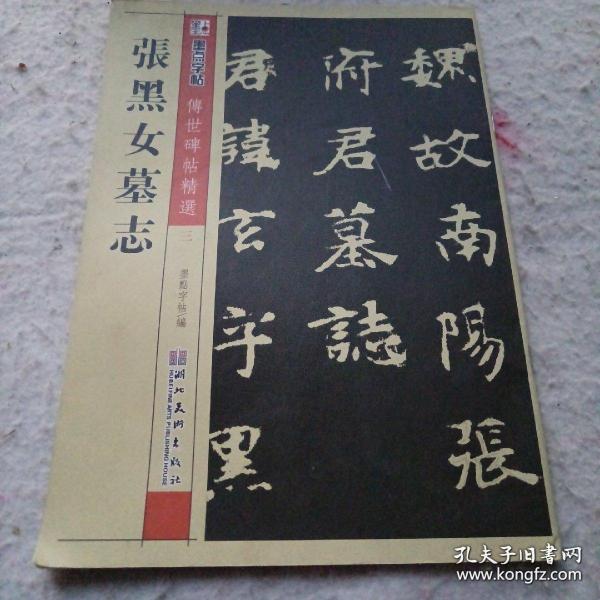 張黑女墓志
墨点字帖
傳世碑帖精選
三
墨點字帖/編
湖北美术出版社
HUBEI FINE ARTS PUBLISHING HOUSE
魏故南陽張
府君墓誌
君諱玄字黑
孔夫子旧书网
www.kongfz.com